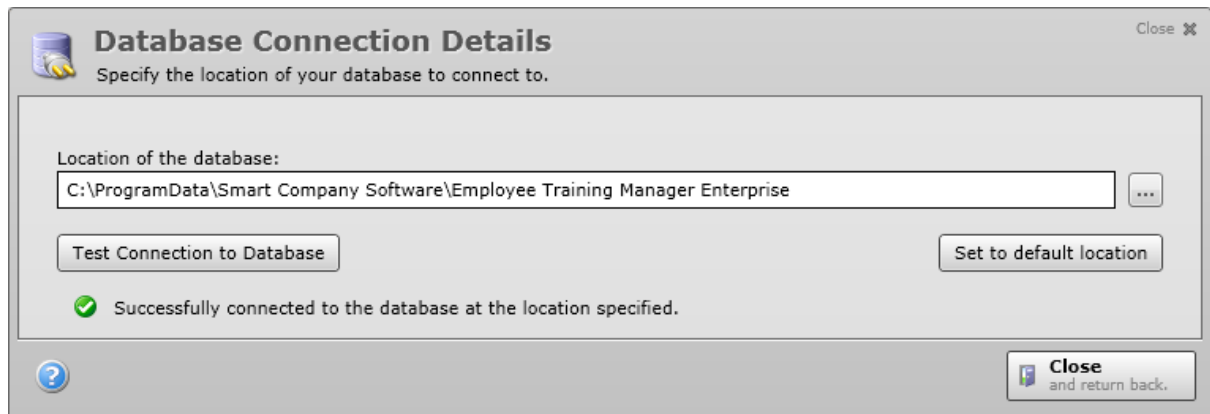 Database Connection Details
Close ✖
Specify the location of your database to connect to.
Location of the database:
C:\ProgramData\Smart Company Software\Employee Training Manager Enterprise
...
Test Connection to Database
Set to default location
Successfully connected to the database at the location specified.
?
Close
and return back.